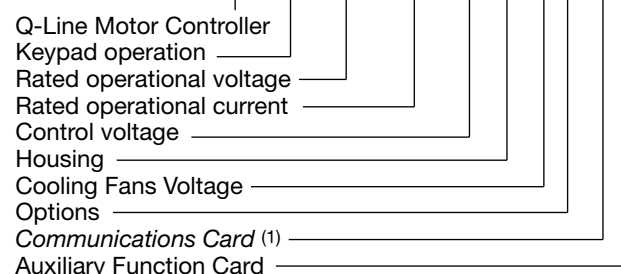 Q-Line Motor Controller
Keypad operation
Rated operational voltage
Rated operational current
Control voltage
Housing
Cooling Fans Voltage
Options
Communications Card (1)
Auxiliary Function Card